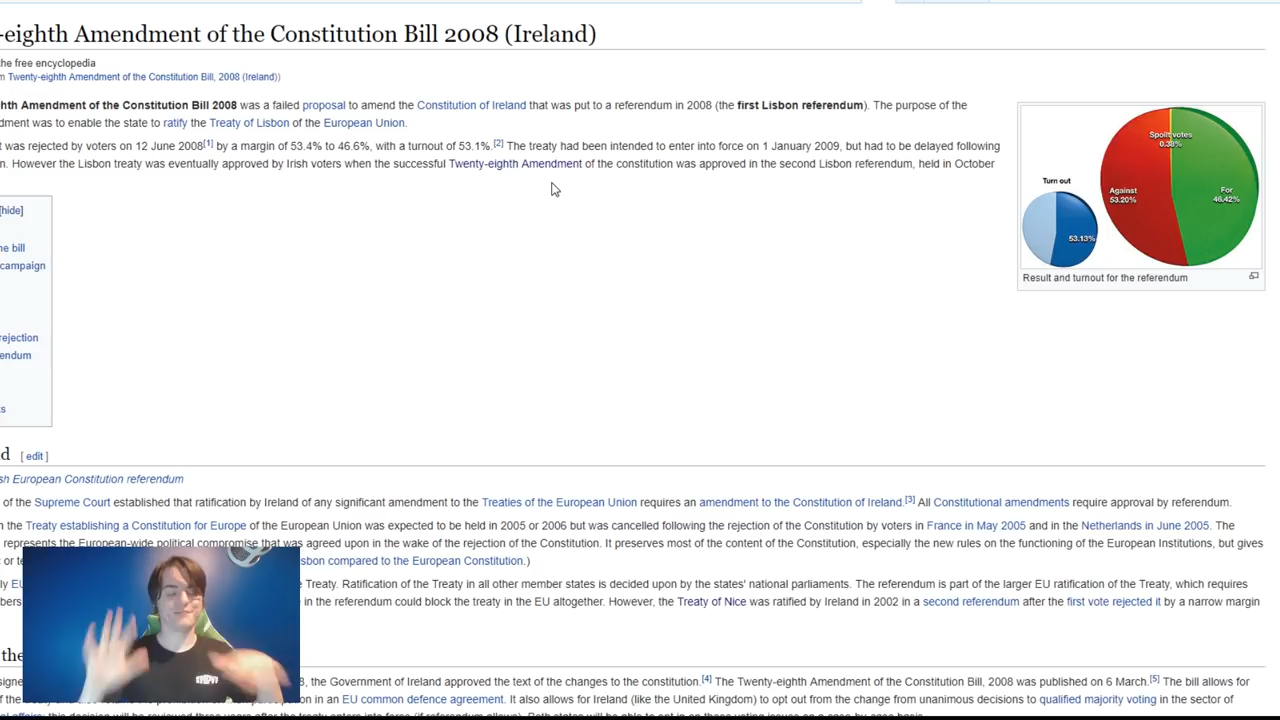 -eighth Amendment of the Constitution Bill 2008 (Ireland)
the free encyclopedia
Twenty-eighth Amendment of the Constitution Bill, 2008 (Ireland))
hth Amendment of the Constitution Bill 2008 was a failed proposal to amend the Constitution of Ireland that was put to a referendum in 2008 (the first Lisbon referendum). The purpose of the
dment was to enable the state to ratify the Treaty of Lisbon of the European Union.
t was rejected by voters on 12 June 2008[1] by a margin of 53.4% to 46.6%, with a turnout of 53.1%.[2] The treaty had been intended to enter into force on 1 January 2009, but had to be delayed following
n. However the Lisbon treaty was eventually approved by Irish voters when the successful Twenty-eighth Amendment of the constitution was approved in the second Lisbon referendum, held in October
Spoilt votes
0.38%
Turn out
Against
53.20%
For
46.42%
53.13%
Result and turnout for the referendum
[hide]
he bill
campaign
rejection
endum
ts
d [ edit ]
sh European Constitution referendum
of the Supreme Court established that ratification by Ireland of any significant amendment to the Treaties of the European Union requires an amendment to the Constitution of Ireland.[3] All Constitutional amendments require approval by referendum.
n the Treaty establishing a Constitution for Europe of the European Union was expected to be held in 2005 or 2006 but was cancelled following the rejection of the Constitution by voters in France in May 2005 and in the Netherlands in June 2005. The
represents the European-wide political compromise that was agreed upon in the wake of the rejection of the Constitution. It preserves most of the content of the Constitution, especially the new rules on the functioning of the European Institutions, but gives
c or te sbon compared to the European Constitution.)
ly EU Treaty. Ratification of the Treaty in all other member states is decided upon by the states' national parliaments. The referendum is part of the larger EU ratification of the Treaty, which requires
bers in the referendum could block the treaty in the EU altogether. However, the Treaty of Nice was ratified by Ireland in 2002 in a second referendum after the first vote rejected it by a narrow margin
the
signe 8, the Government of Ireland approved the text of the changes to the constitution.[4] The Twenty-eighth Amendment of the Constitution Bill, 2008 was published on 6 March.[5] The bill allows for
of the on in an EU common defence agreement. It also allows for Ireland (like the United Kingdom) to opt out from the change from unanimous decisions to qualified majority voting in the sector of